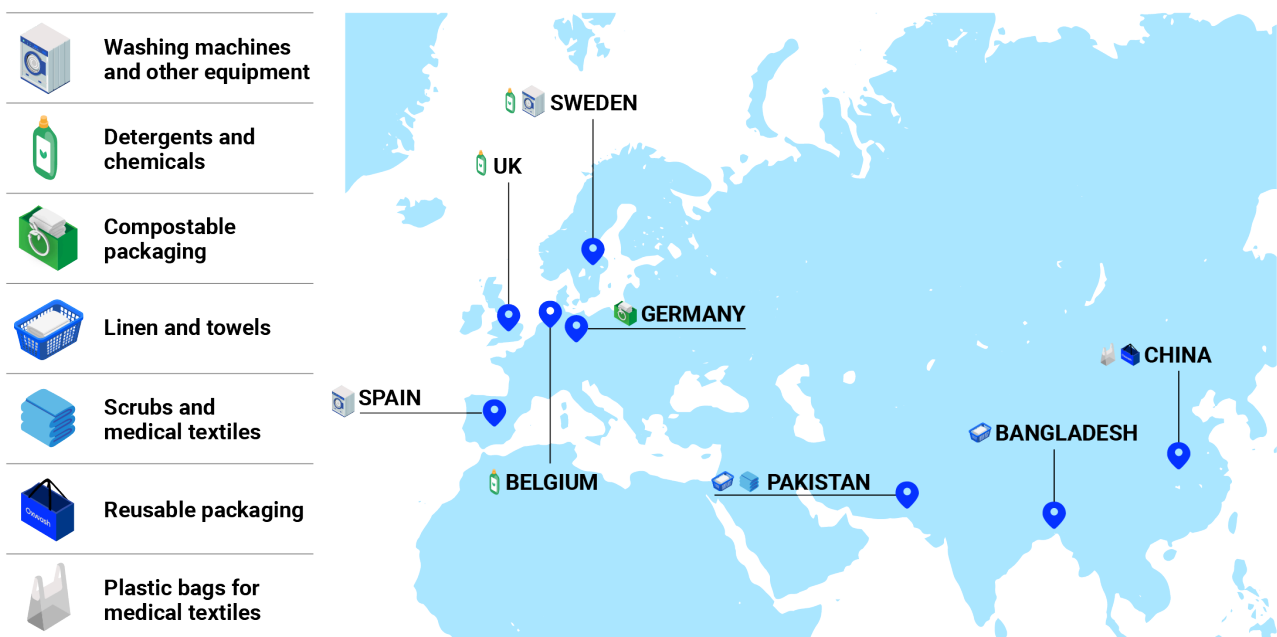 Washing machines
and other equipment
Detergents and
chemicals
Compostable
packaging
Linen and towels
Scrubs and
medical textiles
Oxwash
Reusable packaging
Plastic bags for
medical textiles
SWEDEN
UK
GERMANY
CHINA
SPAIN
BANGLADESH
BELGIUM
PAKISTAN